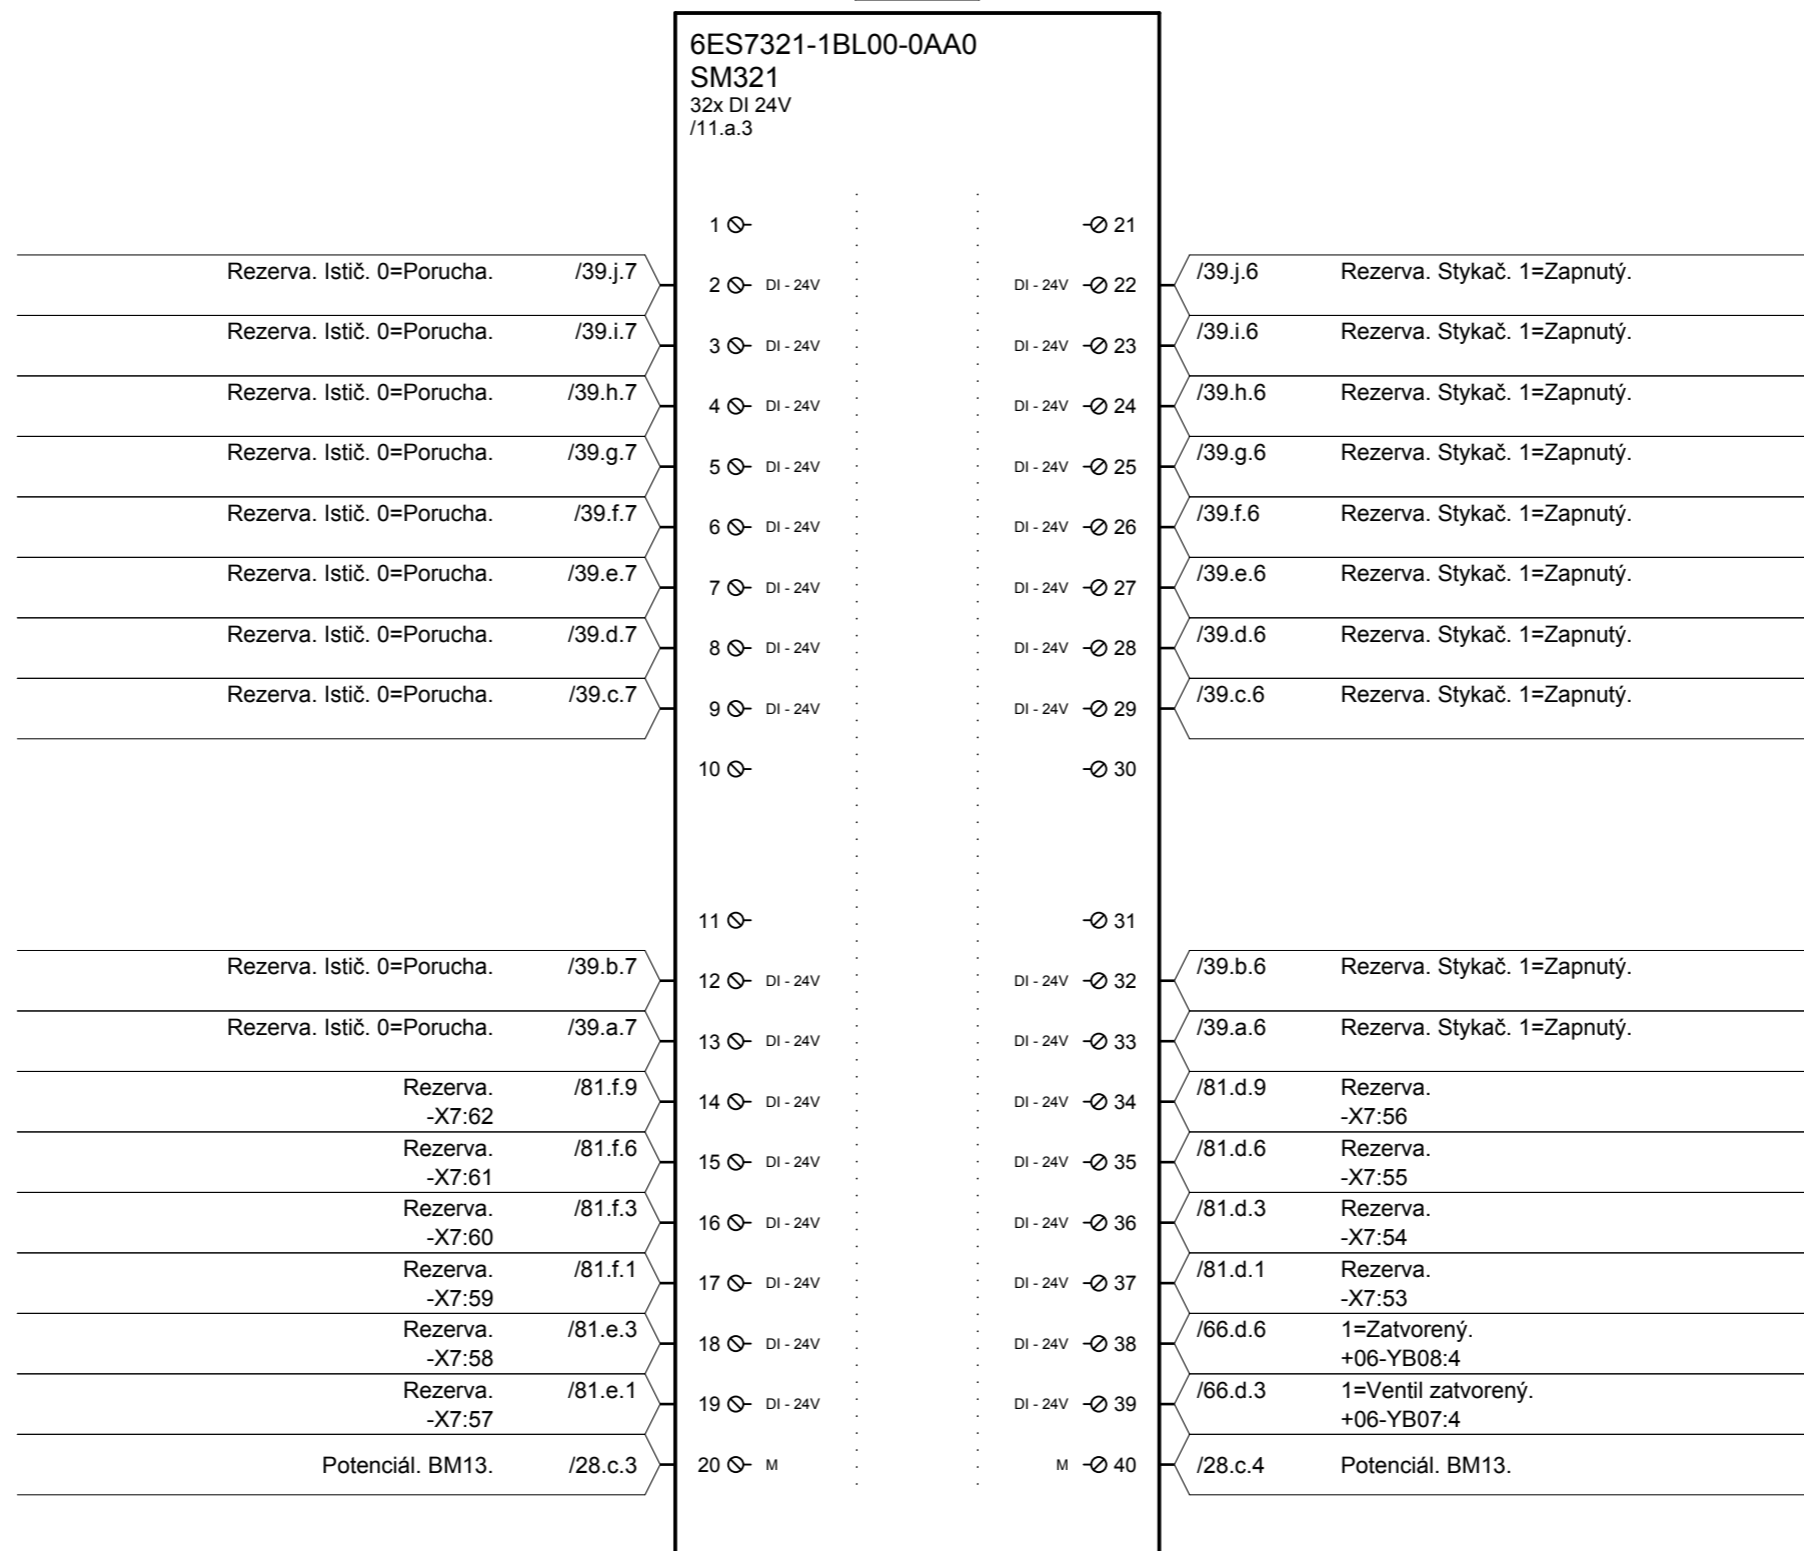 6ES7321-1BL00-0AA0
SM321
32x DI 24V
/11.a.3
1 21
Rezerva. Istič. 0=Porucha. /39.j.7 2 DI - 24V DI - 24V 22 /39.j.6 Rezerva. Stykač. 1=Zapnutý.
Rezerva. Istič. 0=Porucha. /39.i.7 3 DI - 24V DI - 24V 23 /39.i.6 Rezerva. Stykač. 1=Zapnutý.
Rezerva. Istič. 0=Porucha. /39.h.7 4 DI - 24V DI - 24V 24 /39.h.6 Rezerva. Stykač. 1=Zapnutý.
Rezerva. Istič. 0=Porucha. /39.g.7 5 DI - 24V DI - 24V 25 /39.g.6 Rezerva. Stykač. 1=Zapnutý.
Rezerva. Istič. 0=Porucha. /39.f.7 6 DI - 24V DI - 24V 26 /39.f.6 Rezerva. Stykač. 1=Zapnutý.
Rezerva. Istič. 0=Porucha. /39.e.7 7 DI - 24V DI - 24V 27 /39.e.6 Rezerva. Stykač. 1=Zapnutý.
Rezerva. Istič. 0=Porucha. /39.d.7 8 DI - 24V DI - 24V 28 /39.d.6 Rezerva. Stykač. 1=Zapnutý.
Rezerva. Istič. 0=Porucha. /39.c.7 9 DI - 24V DI - 24V 29 /39.c.6 Rezerva. Stykač. 1=Zapnutý.
10 30
11 31
Rezerva. Istič. 0=Porucha. /39.b.7 12 DI - 24V DI - 24V 32 /39.b.6 Rezerva. Stykač. 1=Zapnutý.
Rezerva. Istič. 0=Porucha. /39.a.7 13 DI - 24V DI - 24V 33 /39.a.6 Rezerva. Stykač. 1=Zapnutý.
Rezerva. /81.f.9 14 DI - 24V DI - 24V 34 /81.d.9 Rezerva.
-X7:62 -X7:56
Rezerva. /81.f.6 15 DI - 24V DI - 24V 35 /81.d.6 Rezerva.
-X7:61 -X7:55
Rezerva. /81.f.3 16 DI - 24V DI - 24V 36 /81.d.3 Rezerva.
-X7:60 -X7:54
Rezerva. /81.f.1 17 DI - 24V DI - 24V 37 /81.d.1 Rezerva.
-X7:59 -X7:53
Rezerva. /81.e.3 18 DI - 24V DI - 24V 38 /66.d.6 1=Zatvorený.
-X7:58 +06-YB08:4
Rezerva. /81.e.1 19 DI - 24V DI - 24V 39 /66.d.3 1=Ventil zatvorený.
-X7:57 +06-YB07:4
Potenciál. BM13. /28.c.3 20 M M 40 /28.c.4 Potenciál. BM13.